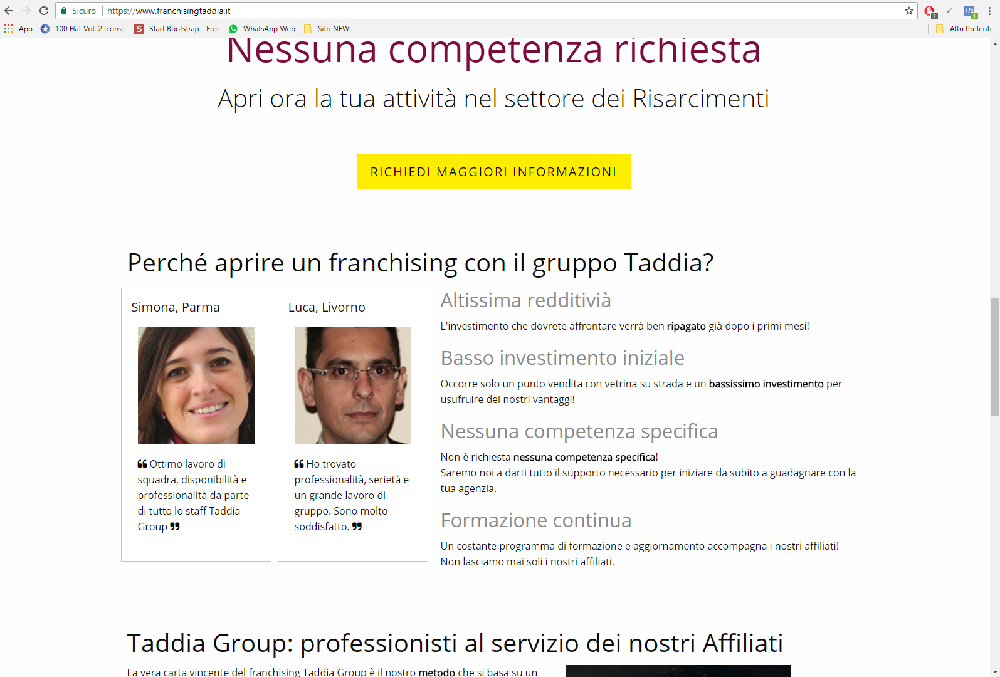 Sicuro
https://www.franchisingtaddia.it
2
1
App
100 Flat Vol. 2 Iconse
Start Bootstrap - Free
WhatsApp Web
Sito NEW
Altri Preferiti
Nessuna competenza richiesta
Apri ora la tua attività nel settore dei Risarcimenti
RICHIEDI MAGGIORI INFORMAZIONI
Perché aprire un franchising con il gruppo Taddia?
Simona, Parma
Ottimo lavoro di
squadra, disponibilità e
professionalità da parte
di tutto lo staff Taddia
Group
Luca, Livorno
Ho trovato
professionalità, serietà e
un grande lavoro di
gruppo. Sono molto
soddisfatto.
Altissima redditivià
L'investimento che dovrete affrontare verrà ben ripagato già dopo i primi mesi!
Basso investimento iniziale
Occorre solo un punto vendita con vetrina su strada e un bassissimo investimento per
usufruire dei nostri vantaggi!
Nessuna competenza specifica
Non è richiesta nessuna competenza specifica!
Saremo noi a darti tutto il supporto necessario per iniziare da subito a guadagnare con la
tua agenzia.
Formazione continua
Un costante programma di formazione e aggiornamento accompagna i nostri affiliati!
Non lasciamo mai soli i nostri affiliati.
Taddia Group: professionisti al servizio dei nostri Affiliati
La vera carta vincente del franchising Taddia Group è il nostro metodo che si basa su un